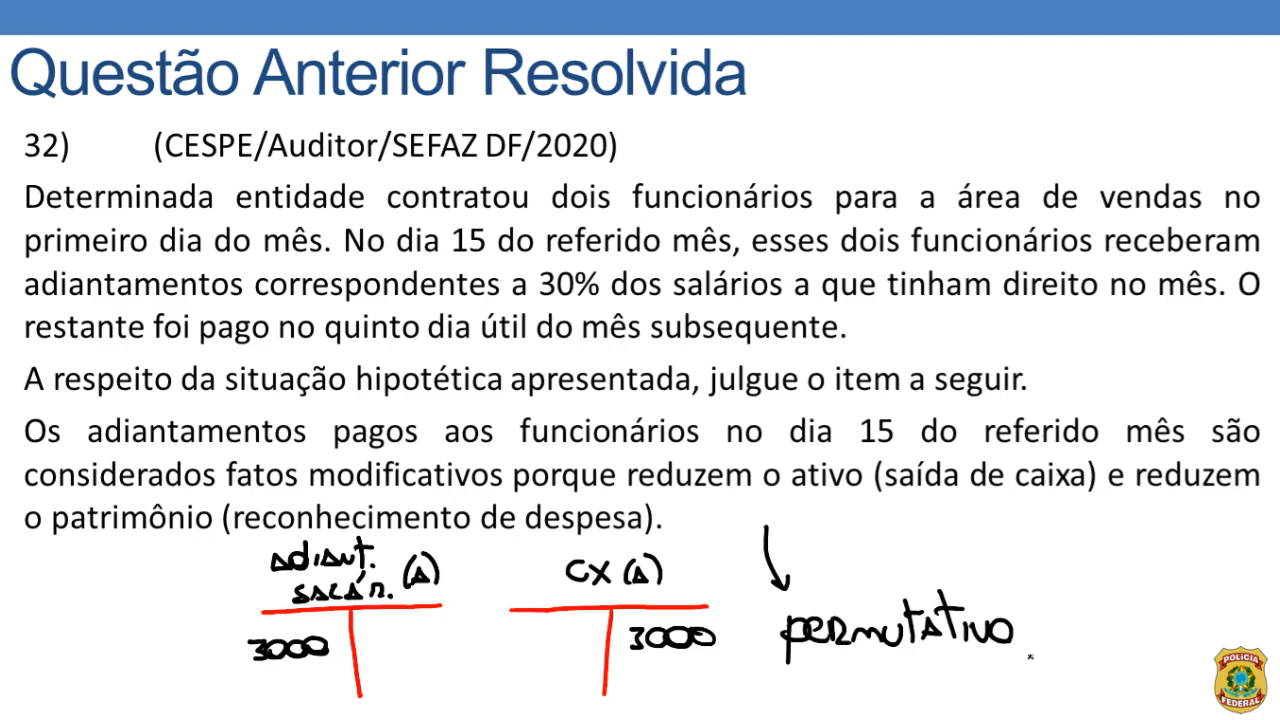 Questão Anterior Resolvida
32) (CESPE/Auditor/SEFAZ DF/2020)
Determinada entidade contratou dois funcionários para a área de vendas no
primeiro dia do mês. No dia 15 do referido mês, esses dois funcionários receberam
adiantamentos correspondentes a 30% dos salários a que tinham direito no mês. O
restante foi pago no quinto dia útil do mês subsequente.
A respeito da situação hipotética apresentada, julgue o item a seguir.
Os adiantamentos pagos aos funcionários no dia 15 do referido mês são
considerados fatos modificativos porque reduzem o ativo (saída de caixa) e reduzem
o patrimônio (reconhecimento de despesa).
Adiant.
salár. (A)
CX (A)
3000
3000
permutativo
POLÍCIA
FEDERAL